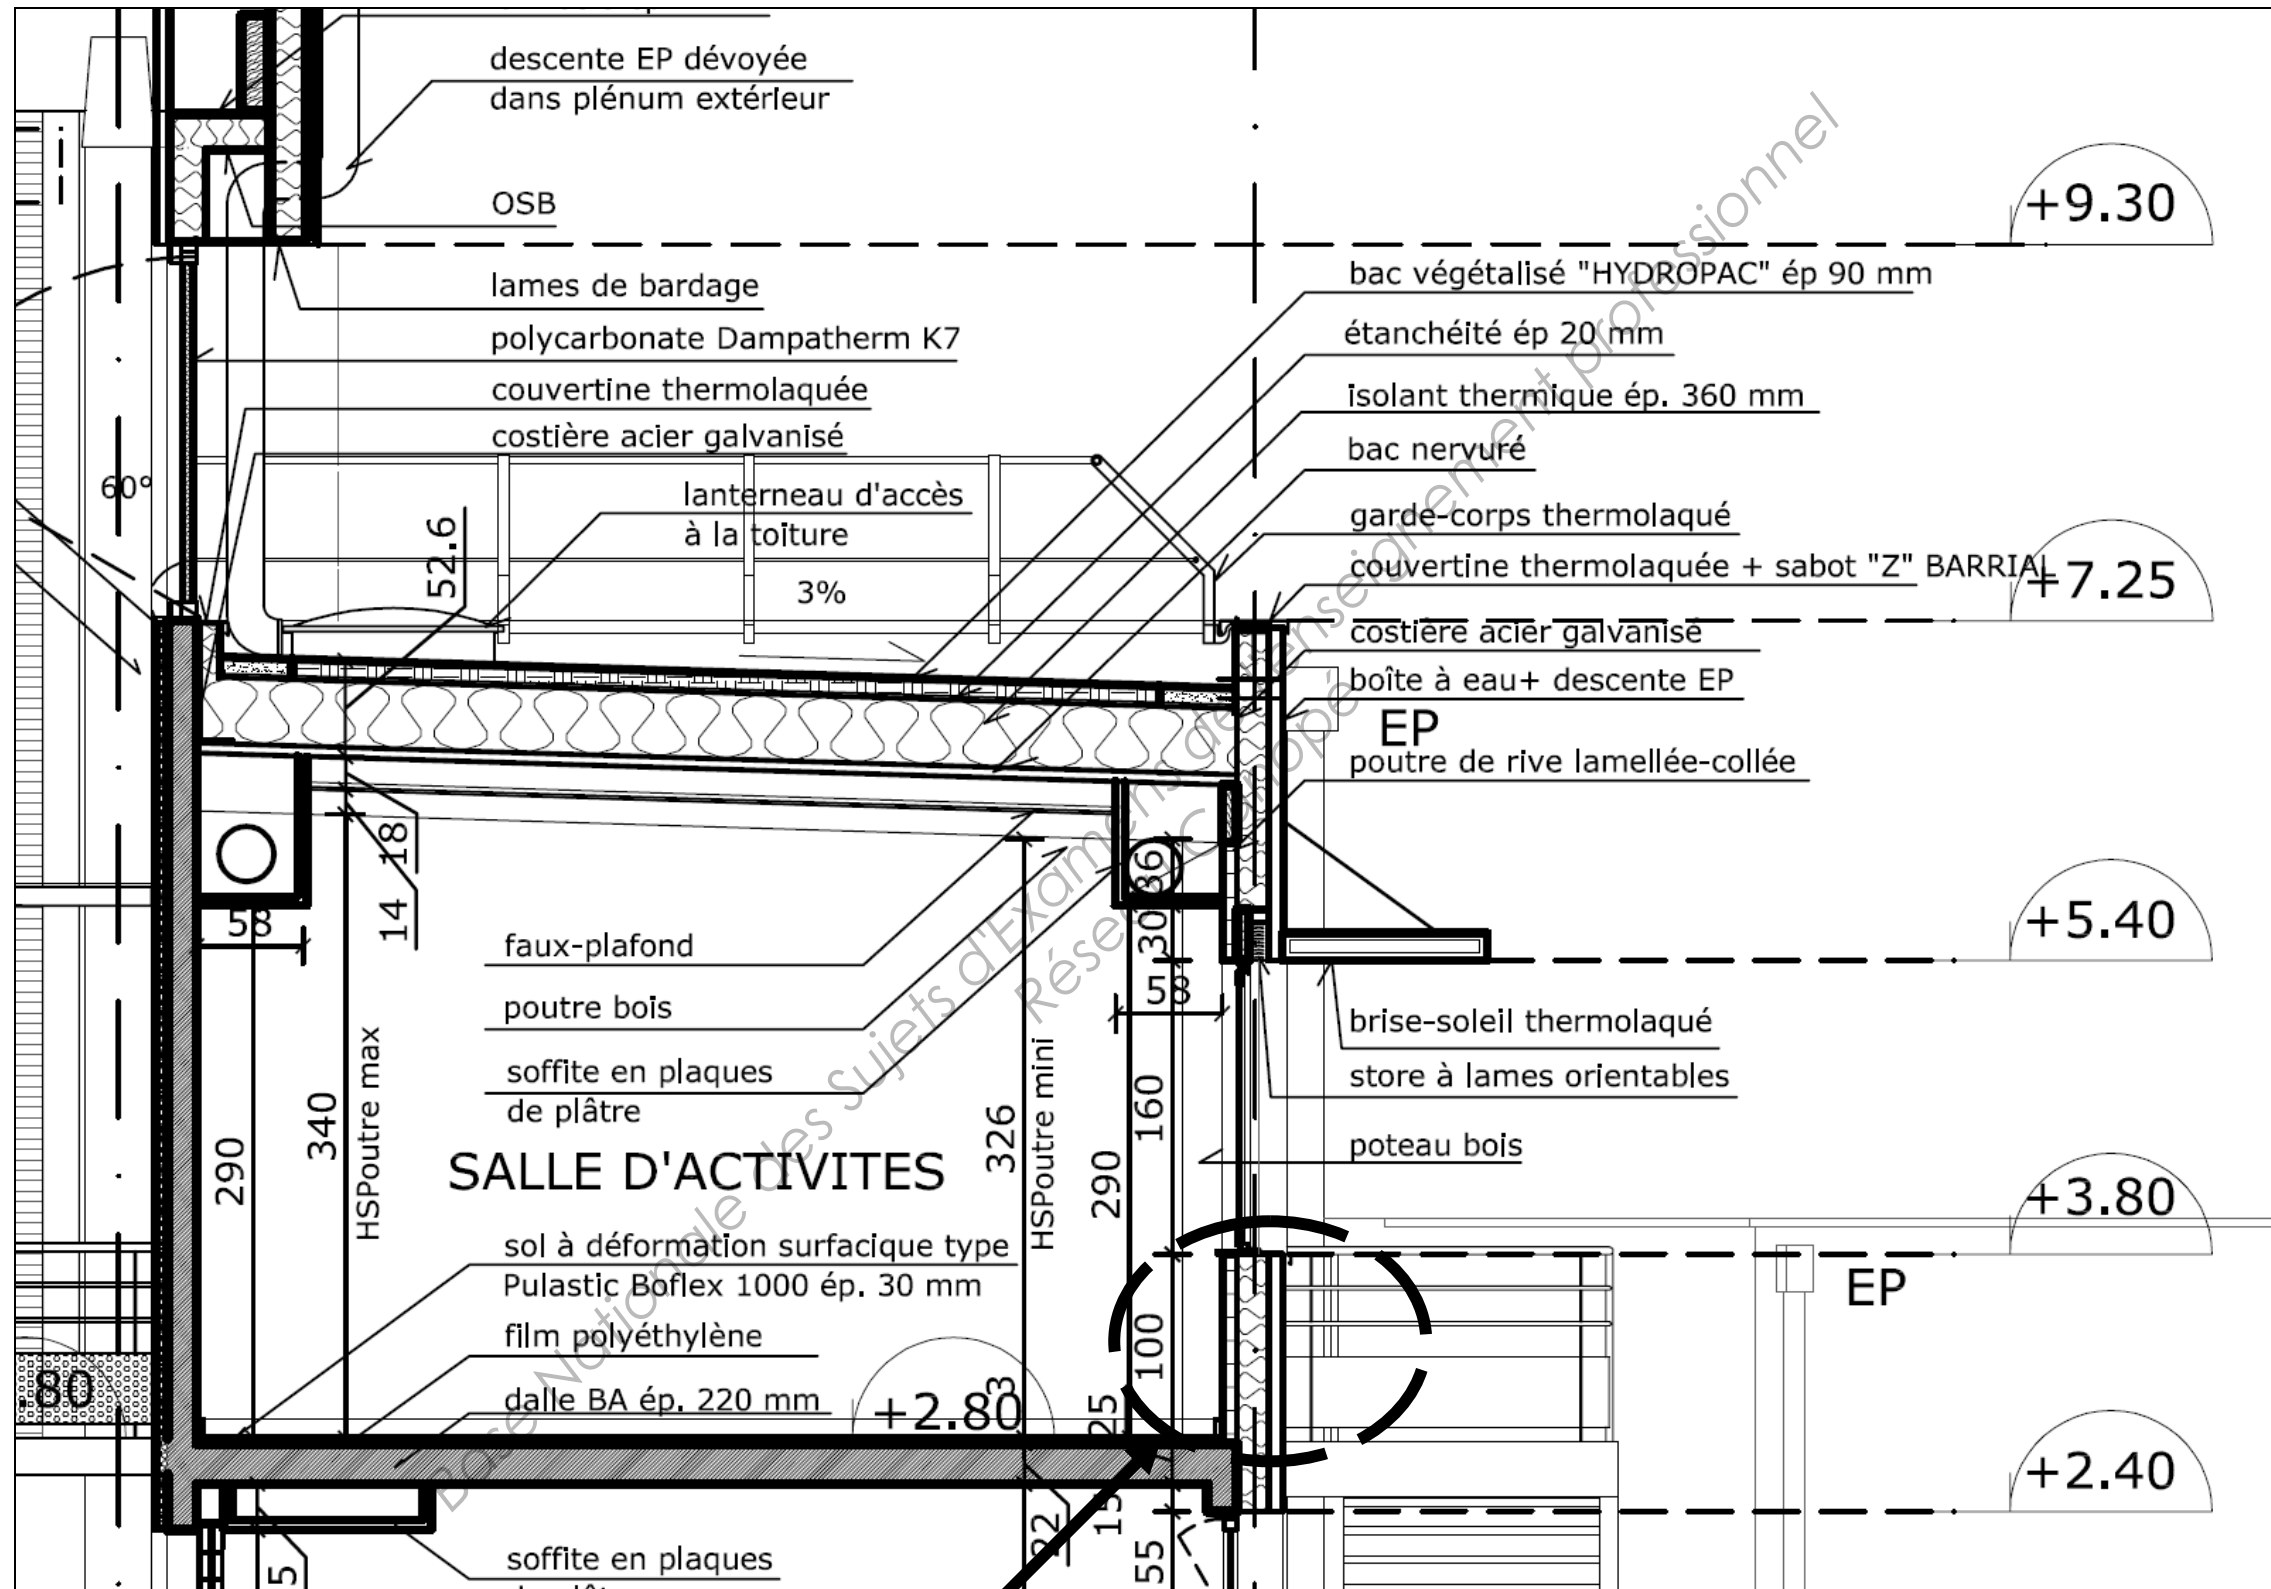 descente EP dévoyée
dans plénum extérieur
OSB
+9.30
lames de bardage
polycarbonate Dampatherm K7
couvertine thermolaquée
costière acier galvanisé
60°
52.6
lanterneau d'accès
à la toiture
3%
bac végétalisé "HYDROPAC" ép 90 mm
étanchéité ép 20 mm
isolant thermique ép. 360 mm
bac nervuré
garde-corps thermolaqué
couvertine thermolaquée + sabot "Z" BARRIAL
+7.25
costière acier galvanisé
boîte à eau+ descente EP
EP
poutre de rive lamellée-collée
18
14
58
36
30
58
+5.40
faux-plafond
poutre bois
soffite en plaques
de plâtre
brise-soleil thermolaqué
store à lames orientables
poteau bois
290
340
HSPoutre max
SALLE D'ACTIVITES
326
HSPoutre mini
290
160
+3.80
EP
sol à déformation surfacique type
Pulastic Boflex 1000 ép. 30 mm
film polyéthylène
dalle BA ép. 220 mm
+2.80
3
100
25
.80
+2.40
22
15
55
5
soffite en plaques
Base Nationale des Sujets d'Examens de l'enseignement professionnel
Réseau Canopé